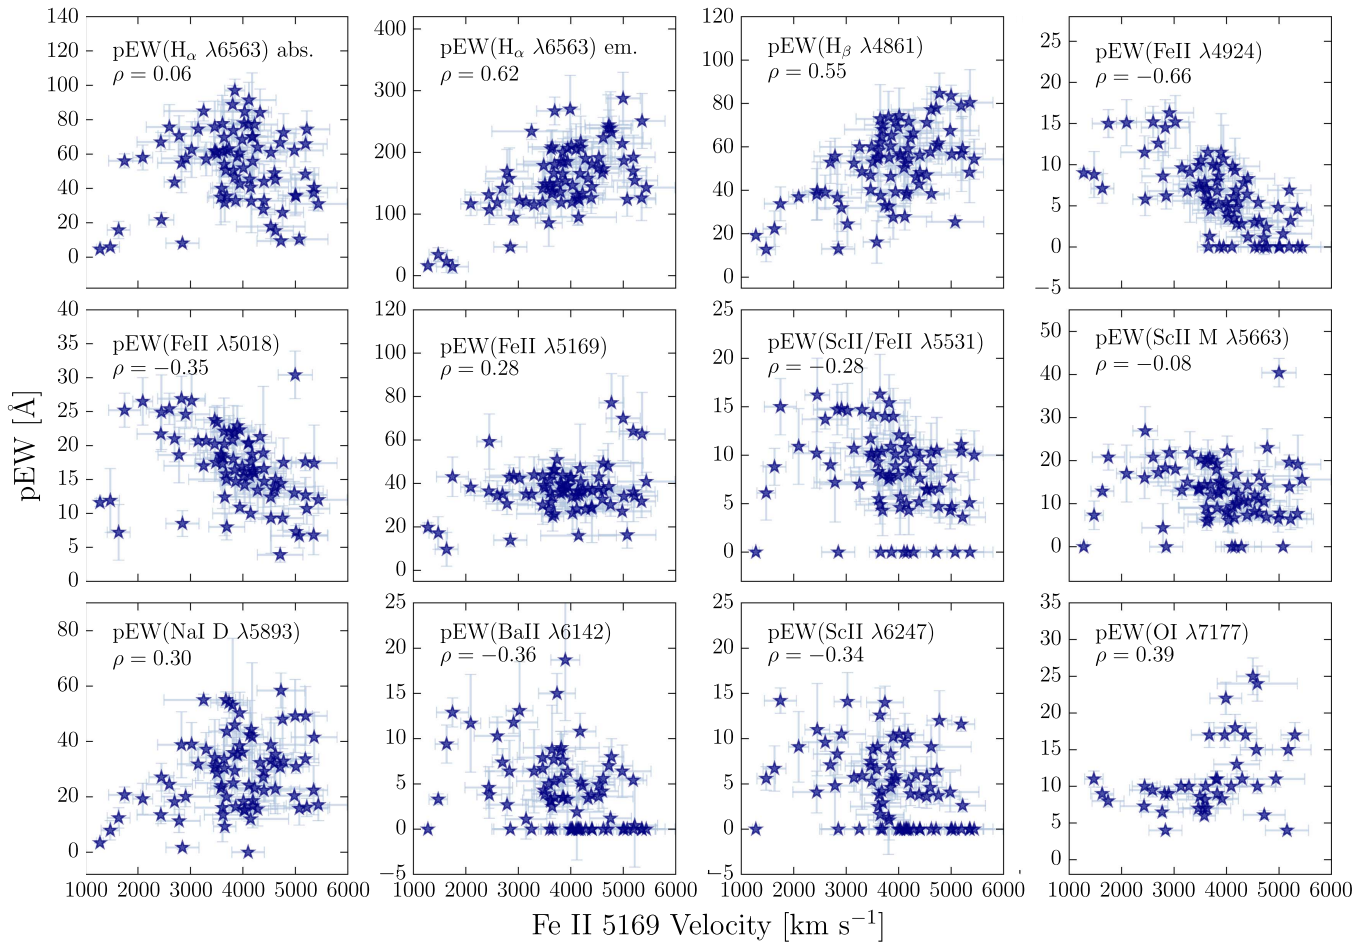 140
120
100
80
60
40
20
0
pEW(Hα λ6563) abs.
ρ = 0.06
400
300
200
100
0
pEW(Hα λ6563) em.
ρ = 0.62
120
100
80
60
40
20
0
pEW(Hβ λ4861)
ρ = 0.55
25
20
15
10
5
0
−5
pEW(FeII λ4924)
ρ = −0.66
pEW [Å]
40
35
30
25
20
15
10
5
0
pEW(FeII λ5018)
ρ = −0.35
120
100
80
60
40
20
0
pEW(FeII λ5169)
ρ = 0.28
25
20
15
10
5
0
pEW(ScII/FeII λ5531)
ρ = −0.28
50
40
30
20
10
0
pEW(ScII M λ5663)
ρ = −0.08
80
60
40
20
0
pEW(NaI D λ5893)
ρ = 0.30
25
20
15
10
5
0
−5
pEW(BaII λ6142)
ρ = −0.36
25
20
15
10
5
0
5
pEW(ScII λ6247)
ρ = −0.34
35
30
25
20
15
10
5
0
pEW(OI λ7177)
ρ = 0.39
1000 2000 3000 4000 5000 6000
1000 2000 3000 4000 5000 6000
1000 2000 3000 4000 5000 6000
1000 2000 3000 4000 5000 6000
Fe II 5169 Velocity [km s⁻¹]